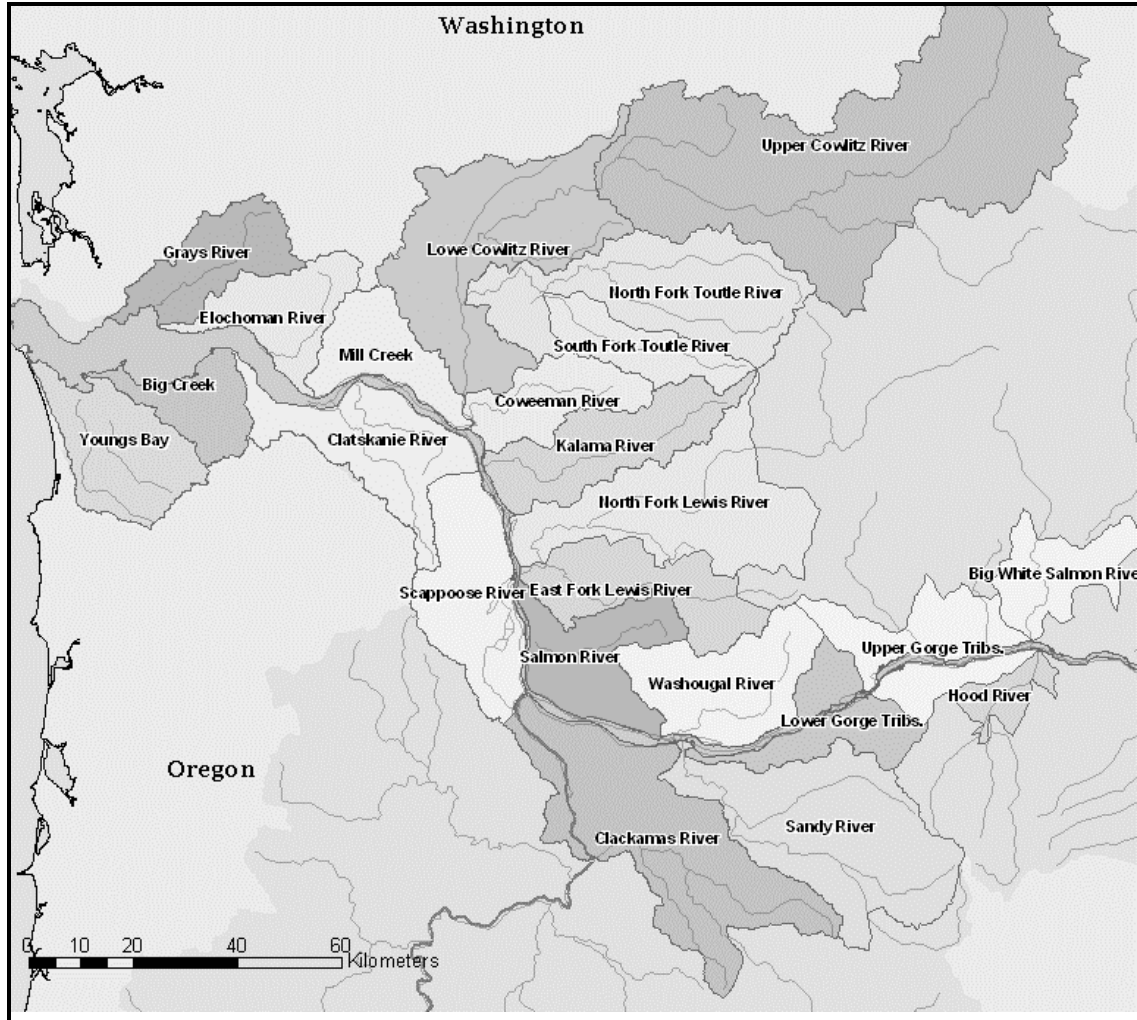 Washington
Upper Cowlitz River
Grays River
Lowe Cowlitz River
North Fork Toutle River
Elochoman River
South Fork Toutle River
Mill Creek
Big Creek
Coweeman River
Youngs Bay
Clatskanie River
Kalama River
North Fork Lewis River
Big White Salmon Rive
Scappoose River
East Fork Lewis River
Upper Gorge Tribs.
Salmon River
Washougal River
Hood River
Lower Gorge Tribs.
Oregon
Sandy River
Clackamas River
0 10 20 40 60
Kilometers